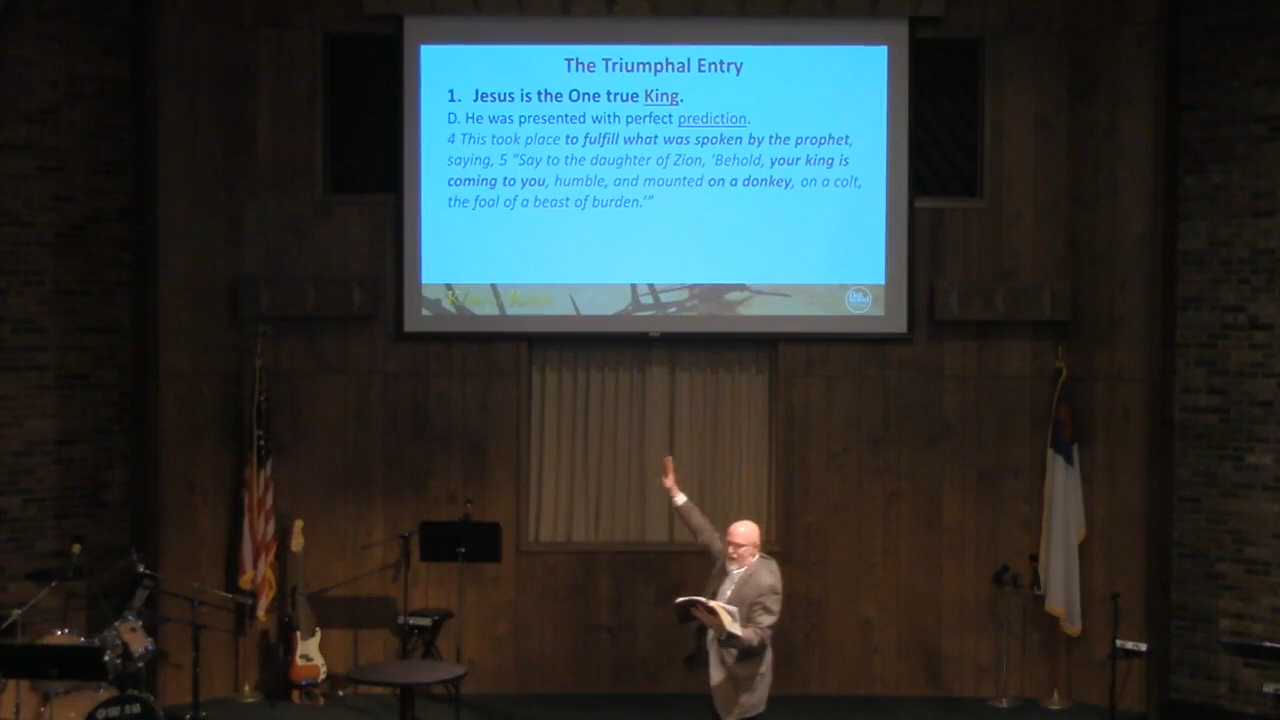 The Triumphal Entry
1. Jesus is the One true King.
D. He was presented with perfect prediction.
4 This took place to fulfill what was spoken by the prophet,
saying, 5 “Say to the daughter of Zion, ‘Behold, your king is
coming to you, humble, and mounted on a donkey, on a colt,
the foal of a beast of burden.’”